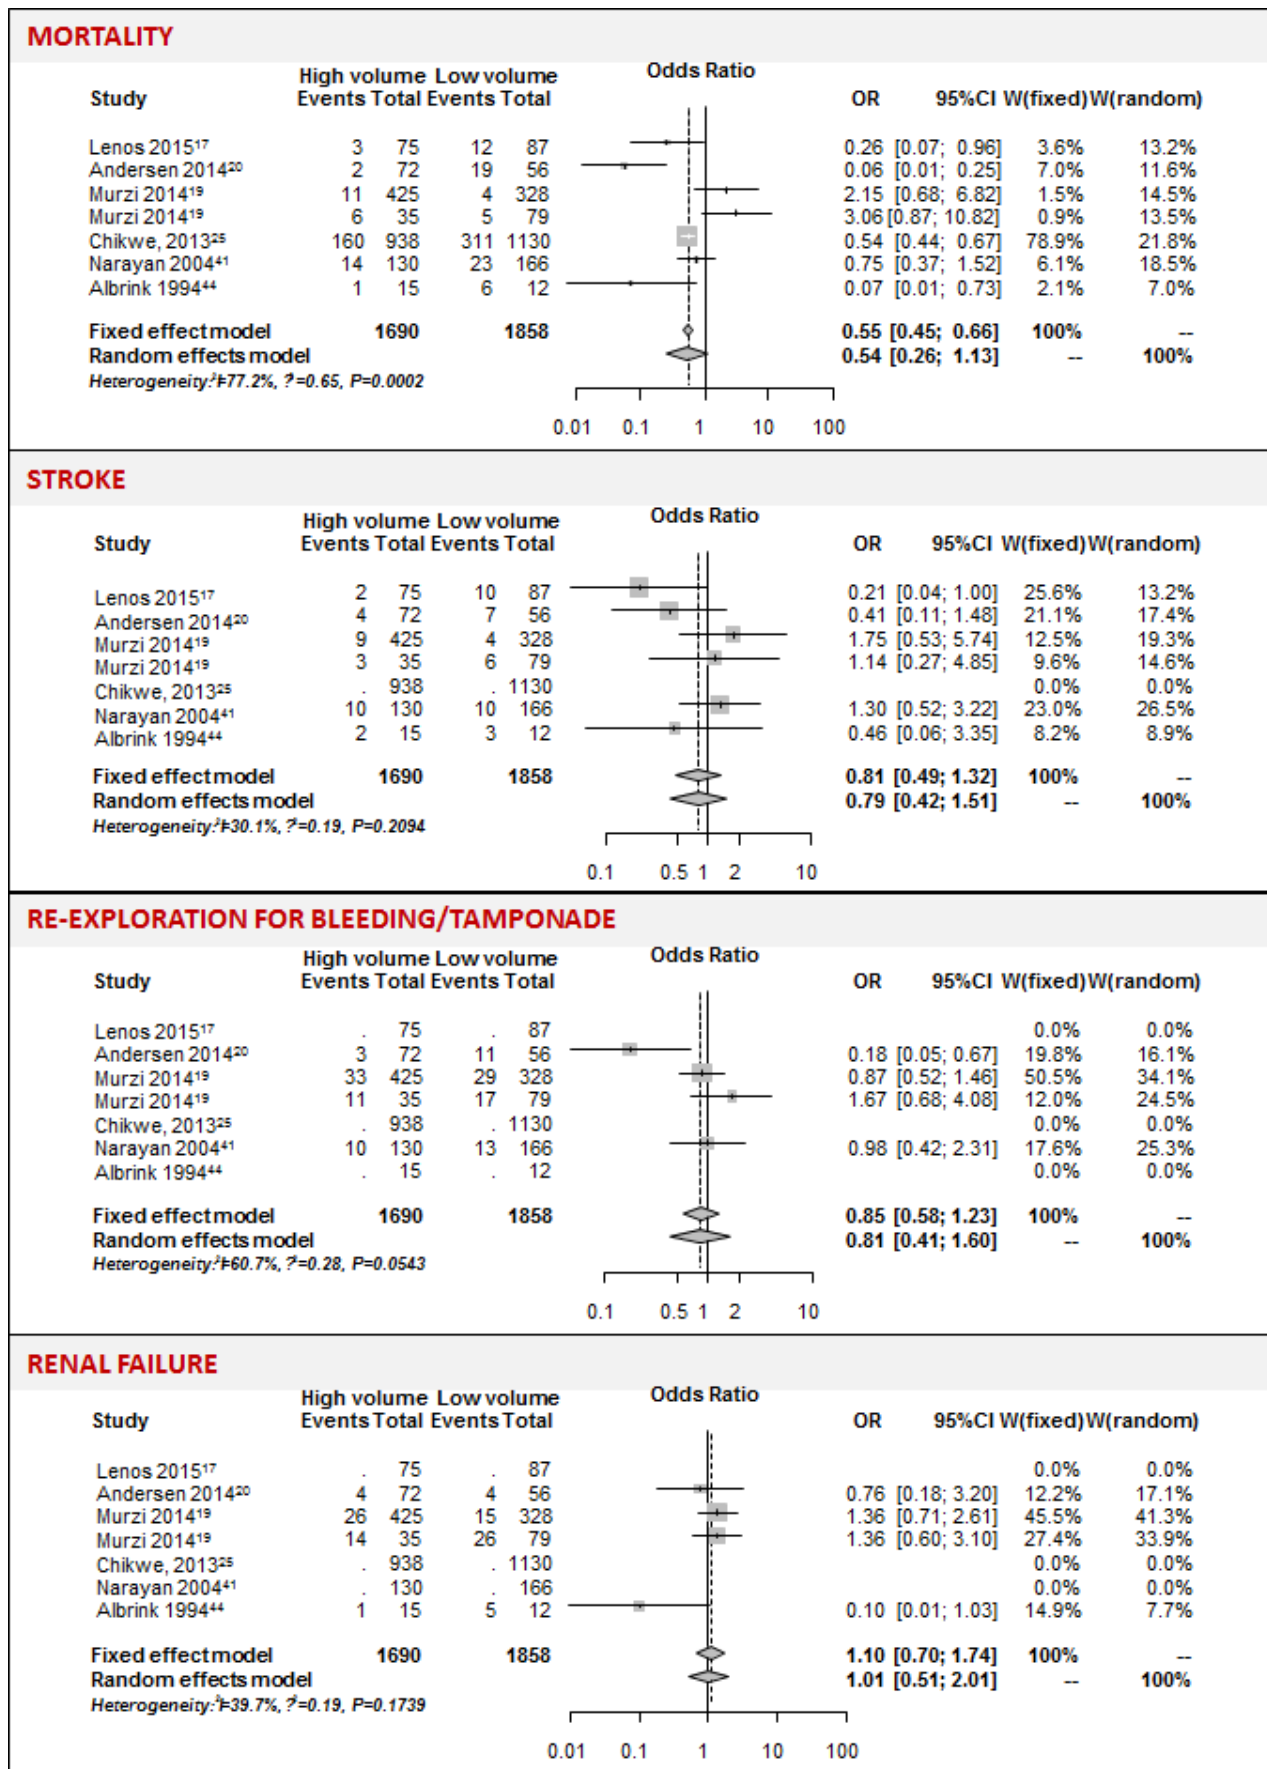 MORTALITY
High volume Low volume Odds Ratio
Study Events Total Events Total OR 95%CI W(fixed) W(random)
Lenos 2015¹⁷ 3 75 12 87 0.26 [0.07; 0.96] 3.6% 13.2%
Andersen 2014²⁰ 2 72 19 56 0.06 [0.01; 0.25] 7.0% 11.6%
Murzi 2014¹⁹ 11 425 4 328 2.15 [0.68; 6.82] 1.5% 14.5%
Murzi 2014¹⁹ 6 35 5 79 3.06 [0.87; 10.82] 0.9% 13.5%
Chikwe, 2013²⁵ 160 938 311 1130 0.54 [0.44; 0.67] 78.9% 21.8%
Narayan 2004⁴¹ 14 130 23 166 0.75 [0.37; 1.52] 6.1% 18.5%
Albrink 1994⁴⁴ 1 15 6 12 0.07 [0.01; 0.73] 2.1% 7.0%
Fixed effect model 1690 1858 0.55 [0.45; 0.66] 100% --
Random effects model 0.54 [0.26; 1.13] -- 100%
Heterogeneity: ²=77.2%, ?²=0.65, P=0.0002
0.01 0.1 1 10 100
STROKE
High volume Low volume Odds Ratio
Study Events Total Events Total OR 95%CI W(fixed) W(random)
Lenos 2015¹⁷ 2 75 10 87 0.21 [0.04; 1.00] 25.6% 13.2%
Andersen 2014²⁰ 4 72 7 56 0.41 [0.11; 1.48] 21.1% 17.4%
Murzi 2014¹⁹ 9 425 4 328 1.75 [0.53; 5.74] 12.5% 19.3%
Murzi 2014¹⁹ 3 35 6 79 1.14 [0.27; 4.85] 9.6% 14.6%
Chikwe, 2013²⁵ . 938 . 1130 0.0% 0.0%
Narayan 2004⁴¹ 10 130 10 166 1.30 [0.52; 3.22] 23.0% 26.5%
Albrink 1994⁴⁴ 2 15 3 12 0.46 [0.06; 3.35] 8.2% 8.9%
Fixed effect model 1690 1858 0.81 [0.49; 1.32] 100% --
Random effects model 0.79 [0.42; 1.51] -- 100%
Heterogeneity: ²=30.1%, ?²=0.19, P=0.2094
0.1 0.5 1 2 10
RE-EXPLORATION FOR BLEEDING/TAMPONADE
High volume Low volume Odds Ratio
Study Events Total Events Total OR 95%CI W(fixed) W(random)
Lenos 2015¹⁷ . 75 . 87 0.0% 0.0%
Andersen 2014²⁰ 3 72 11 56 0.18 [0.05; 0.67] 19.8% 16.1%
Murzi 2014¹⁹ 33 425 29 328 0.87 [0.52; 1.46] 50.5% 34.1%
Murzi 2014¹⁹ 11 35 17 79 1.67 [0.68; 4.08] 12.0% 24.5%
Chikwe, 2013²⁵ . 938 . 1130 0.0% 0.0%
Narayan 2004⁴¹ 10 130 13 166 0.98 [0.42; 2.31] 17.6% 25.3%
Albrink 1994⁴⁴ . 15 . 12 0.0% 0.0%
Fixed effect model 1690 1858 0.85 [0.58; 1.23] 100% --
Random effects model 0.81 [0.41; 1.60] -- 100%
Heterogeneity: ²=60.7%, ?²=0.28, P=0.0543
0.1 0.5 1 2 10
RENAL FAILURE
High volume Low volume Odds Ratio
Study Events Total Events Total OR 95%CI W(fixed) W(random)
Lenos 2015¹⁷ . 75 . 87 0.0% 0.0%
Andersen 2014²⁰ 4 72 4 56 0.76 [0.18; 3.20] 12.2% 17.1%
Murzi 2014¹⁹ 26 425 15 328 1.36 [0.71; 2.61] 45.5% 41.3%
Murzi 2014¹⁹ 14 35 26 79 1.36 [0.60; 3.10] 27.4% 33.9%
Chikwe, 2013²⁵ . 938 . 1130 0.0% 0.0%
Narayan 2004⁴¹ . 130 . 166 0.0% 0.0%
Albrink 1994⁴⁴ 1 15 5 12 0.10 [0.01; 1.03] 14.9% 7.7%
Fixed effect model 1690 1858 1.10 [0.70; 1.74] 100% --
Random effects model 1.01 [0.51; 2.01] -- 100%
Heterogeneity: ²=39.7%, ?²=0.19, P=0.1739
0.01 0.1 1 10 100